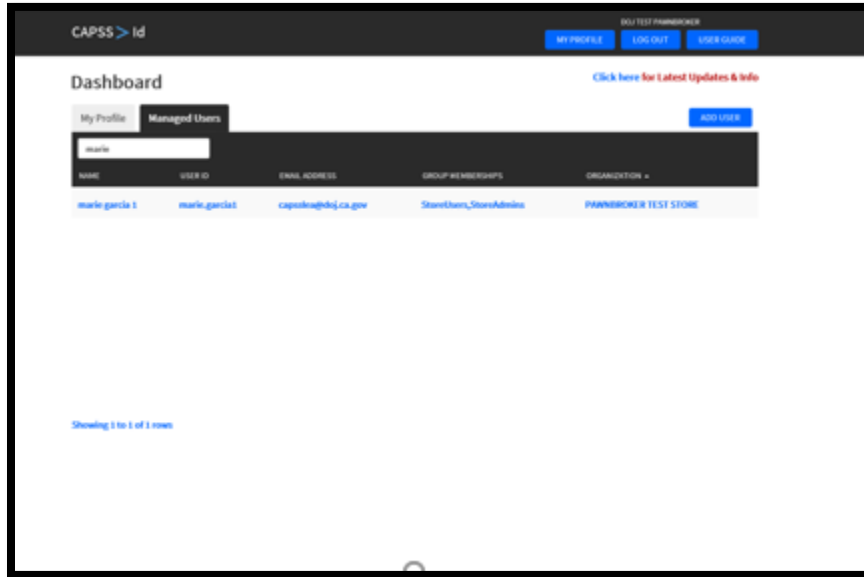 DOJ TEST PAWNBROKER
CAPSS > Id
MY PROFILE LOG OUT USER GUIDE
Dashboard
Click here for Latest Updates & Info
My Profile Managed Users ADD USER
marie
NAME USER ID EMAIL ADDRESS GROUP MEMBERSHIPS ORGANIZATION
marie garcia 1 marie.garcia1 capsslea@doj.ca.gov StoreUsers,StoreAdmins PAWNBROKER TEST STORE
Showing 1 to 1 of 1 rows